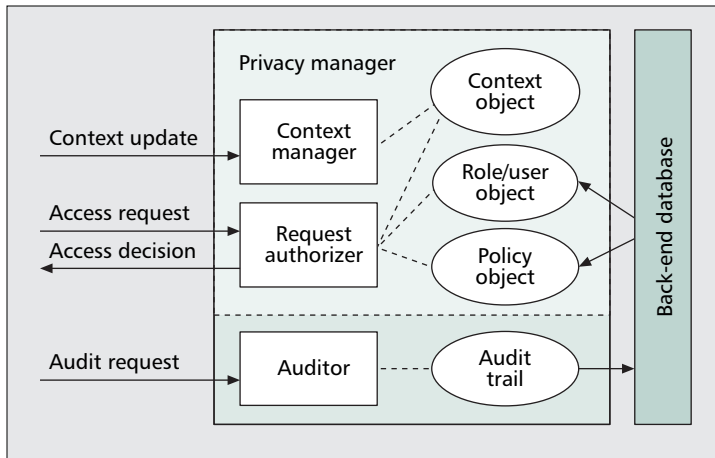 Privacy manager
Context
object
Context update
Context
manager
Role/user
object
Access request
Access decision
Request
authorizer
Policy
object
Back-end database
Audit request
Auditor
Audit
trail